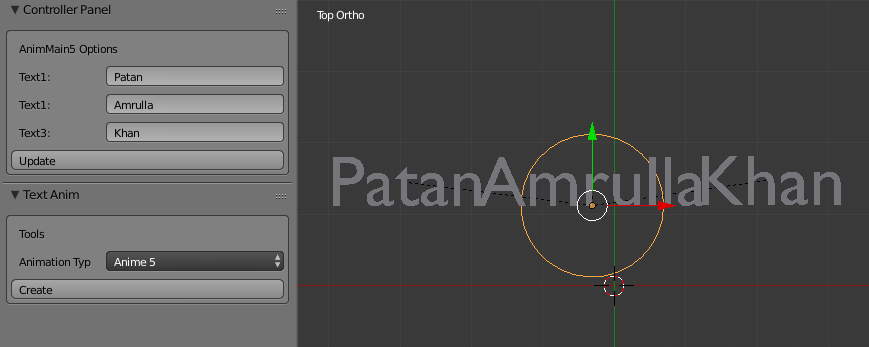 Controller Panel
AnimMain5 Options
Text1: Patan
Text1: Amrulla
Text3: Khan
Update
Text Anim
Tools
Animation Typ Anime 5
Create
Top Ortho
PatanAmrullaKhan